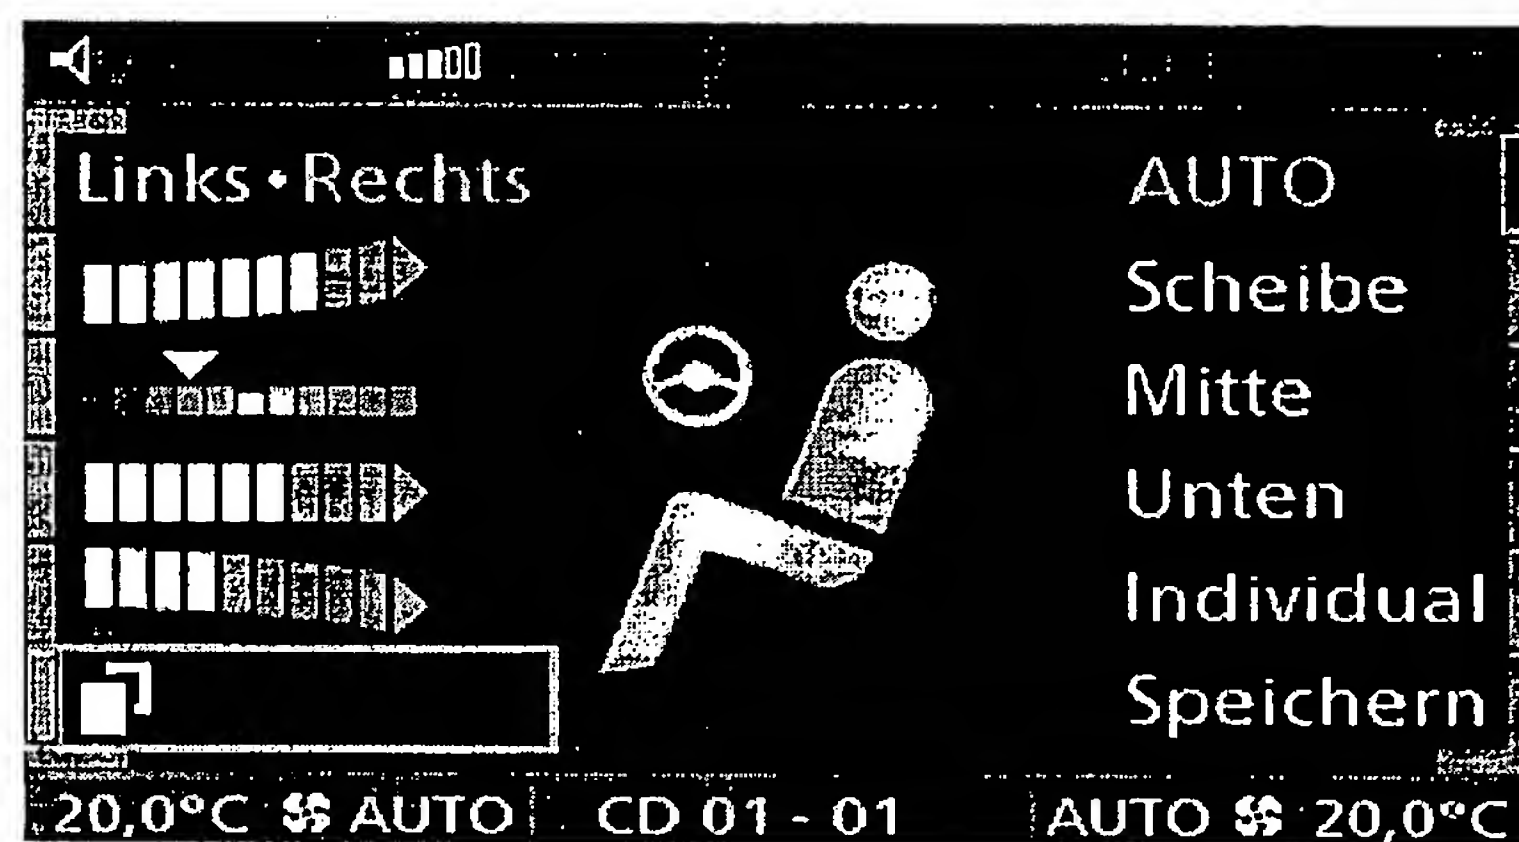 Links • Rechts
AUTO
Scheibe
Mitte
Unten
Individual
Speichern
20,0°C AUTO CD 01 - 01 AUTO 20,0°C